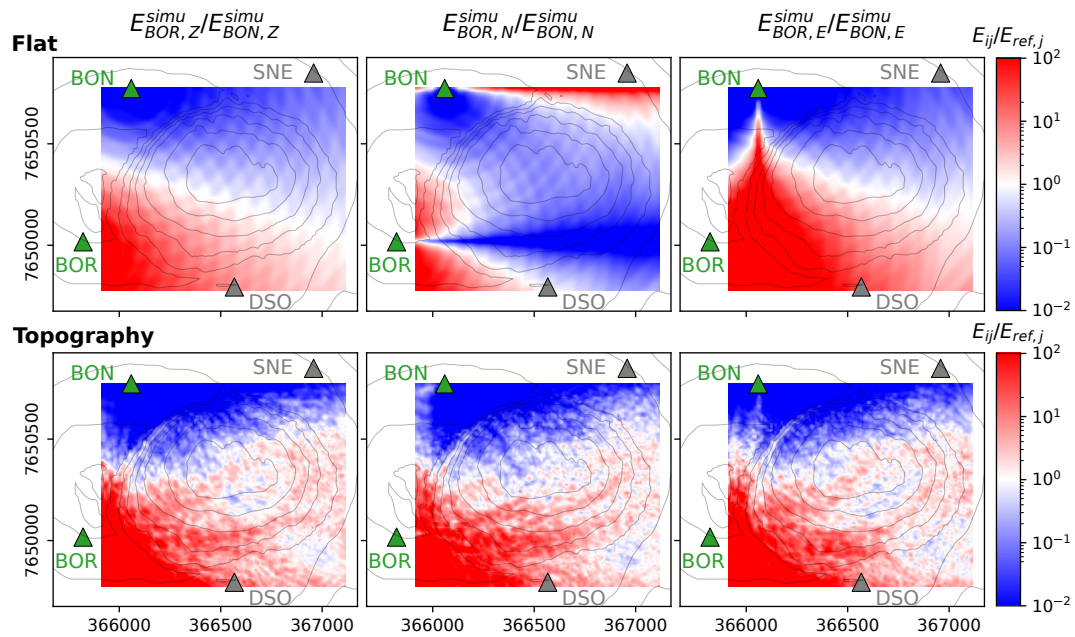 E^{simu}_{BOR, Z}/E^{simu}_{BON, Z} E^{simu}_{BOR, N}/E^{simu}_{BON, N} E^{simu}_{BOR, E}/E^{simu}_{BON, E}
Flat E_{ij}/E_{ref, j}
BON SNE BON SNE BON SNE 10^2
7650500 10^1
10^0
7650000 10^{-1}
BOR DSO BOR DSO BOR DSO 10^{-2}
Topography E_{ij}/E_{ref, j}
BON SNE BON SNE BON SNE 10^2
7650500 10^1
10^0
7650000 10^{-1}
BOR DSO BOR DSO BOR DSO 10^{-2}
366000 366500 367000 366000 366500 367000 366000 366500 367000